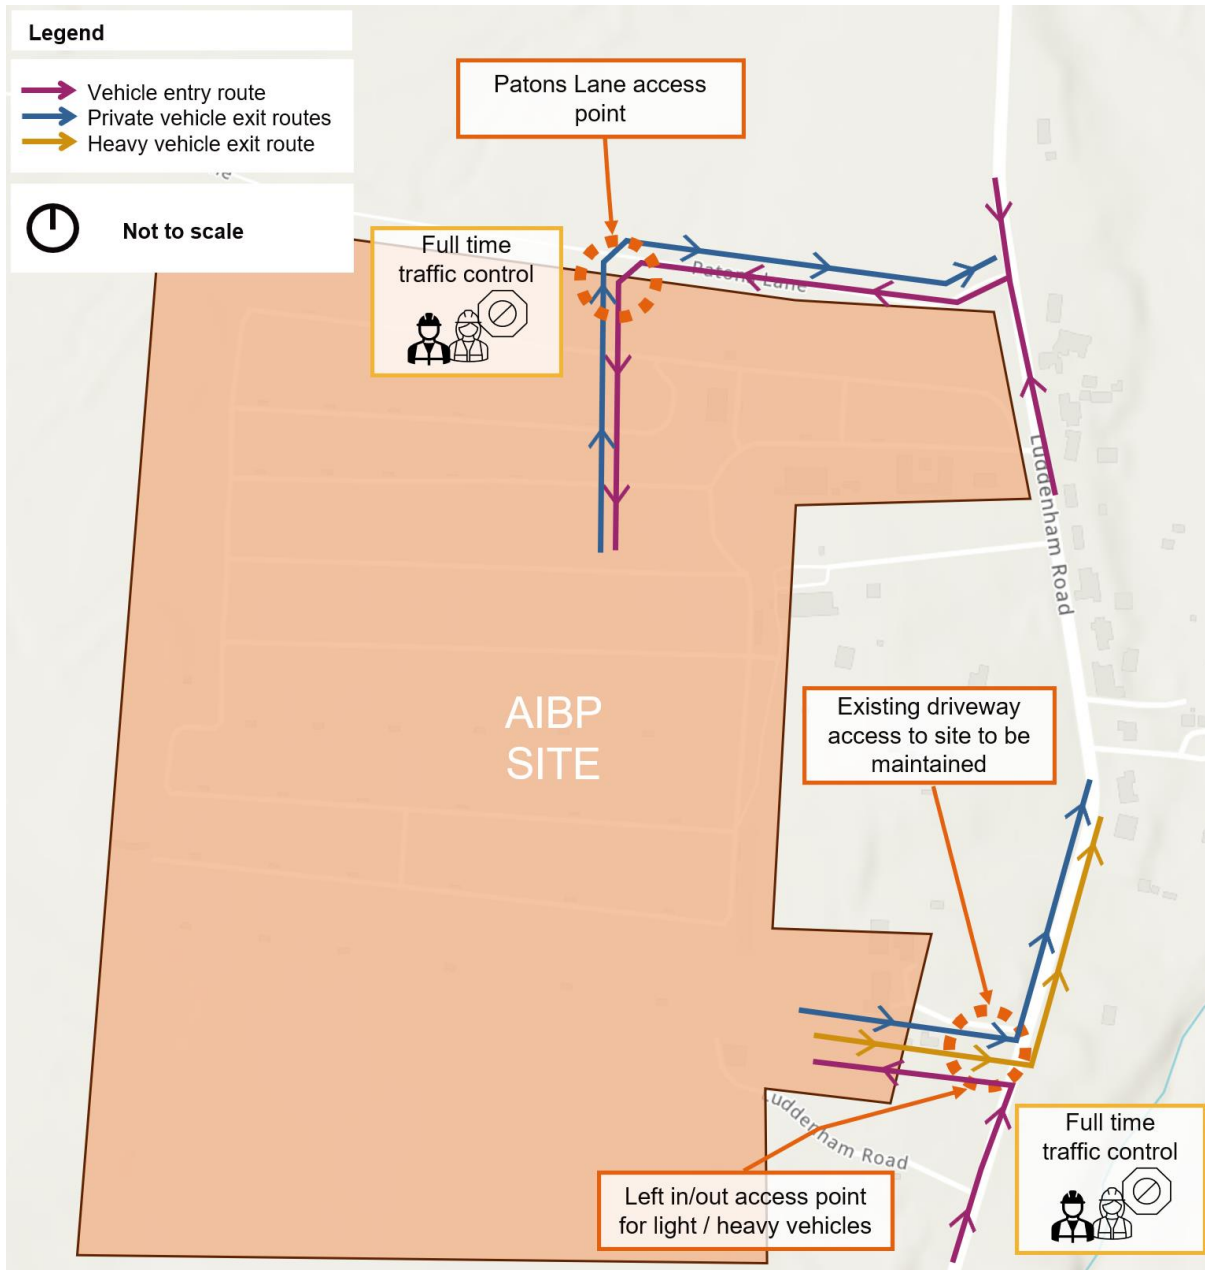 Legend
Vehicle entry route
Private vehicle exit routes
Heavy vehicle exit route
Not to scale
Patons Lane access
point
Full time
traffic control
Patons Lane
Luddenham Road
AIBP
SITE
Existing driveway
access to site to be
maintained
Luddenham Road
Left in/out access point
for light / heavy vehicles
Full time
traffic control